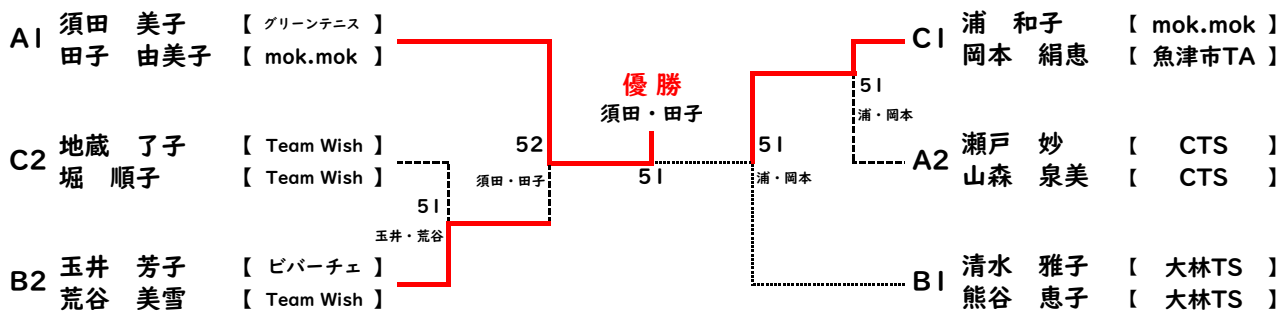 A1
須田 美子 【 グリーンテニス 】
田子 由美子 【 mok.mok 】
C2
地蔵 了子 【 Team Wish 】
堀 順子 【 Team Wish 】
B2
玉井 芳子 【 ビバーチェ 】
荒谷 美雪 【 Team Wish 】
51
玉井・荒谷
52
須田・田子
優勝
須田・田子
51
51
浦・岡本
51
浦・岡本
C1
浦 和子 【 mok.mok 】
岡本 絹恵 【 魚津市TA 】
A2
瀬戸 妙 【 CTS 】
山森 泉美 【 CTS 】
B1
清水 雅子 【 大林TS 】
熊谷 恵子 【 大林TS 】